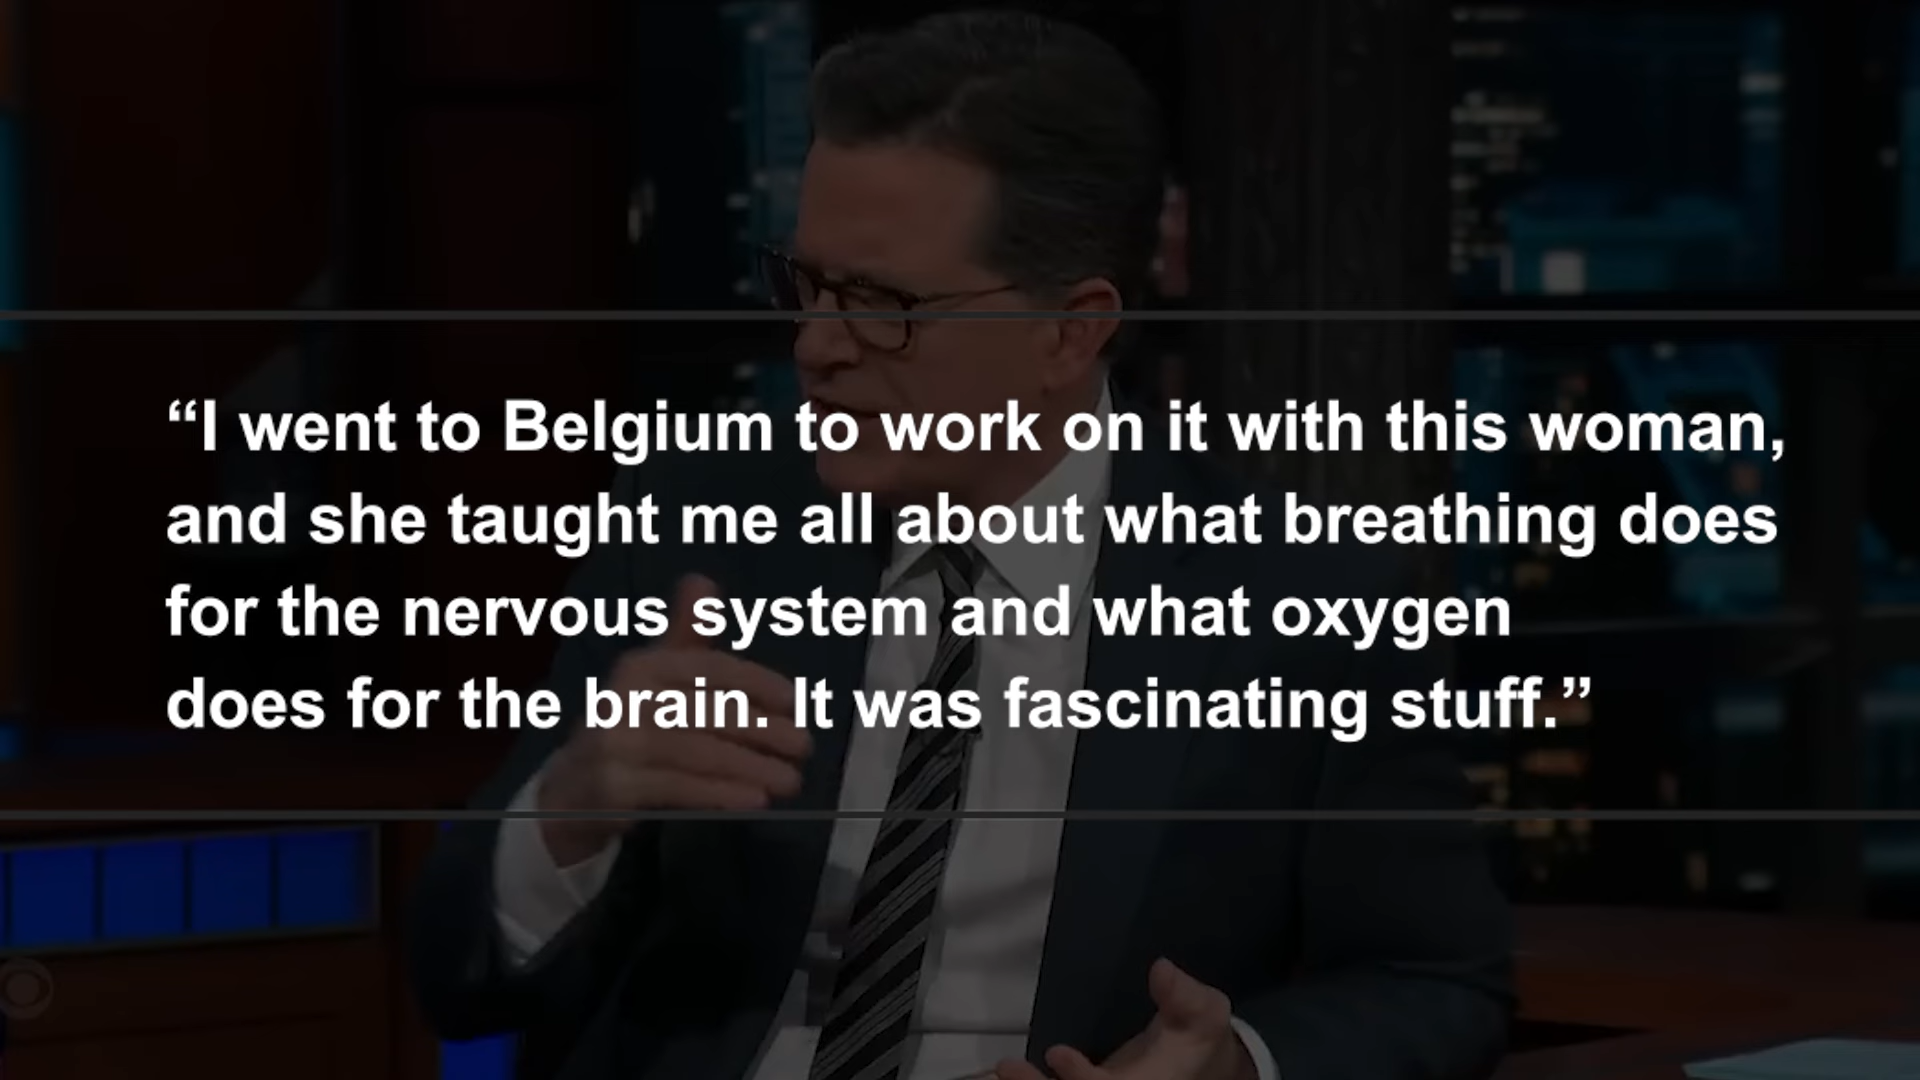 “I went to Belgium to work on it with this woman,
and she taught me all about what breathing does
for the nervous system and what oxygen
does for the brain. It was fascinating stuff.”